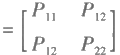 = [ P₁₁ P₁₂
P₁₂ P₂₂ ]